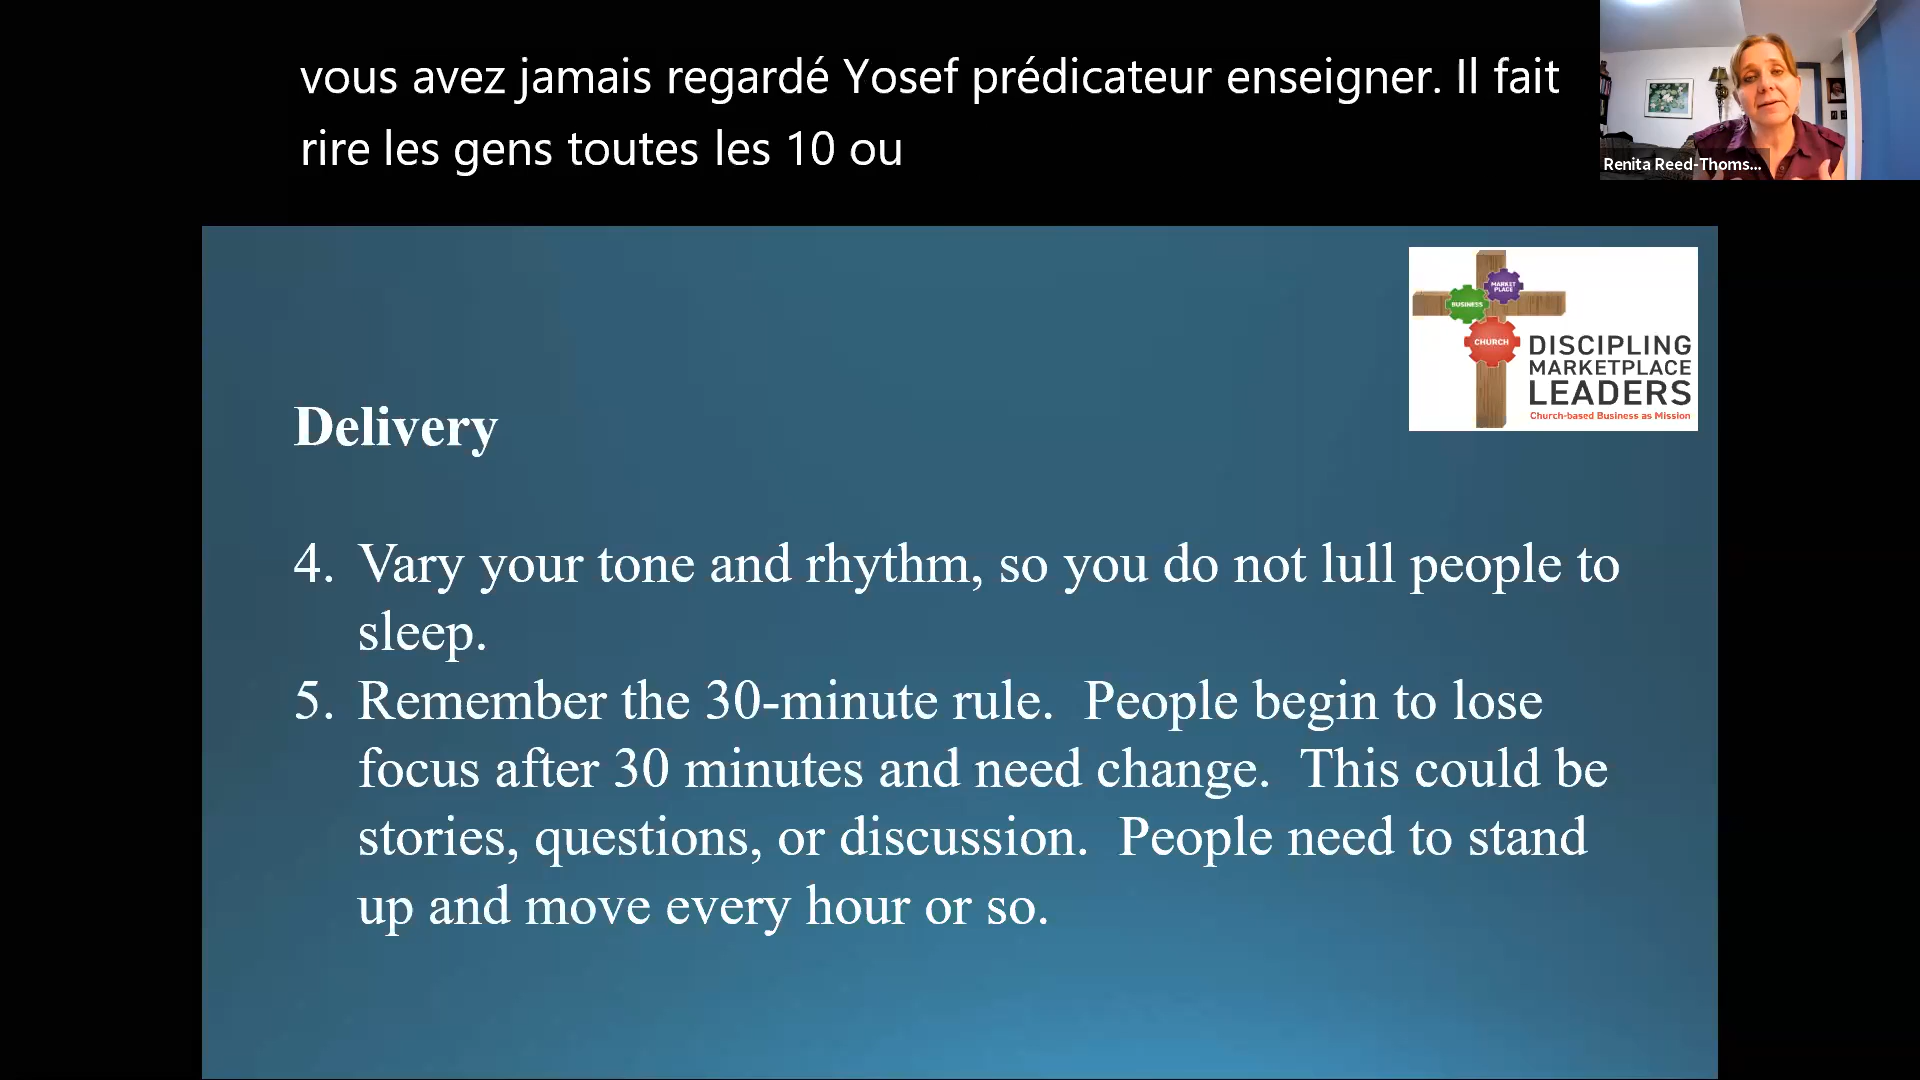 vous avez jamais regardé Yosef prédicateur enseigner. Il fait
rire les gens toutes les 10 ou
Renita Reed-Thoms...
MARKET
PLACE
BUSINESS
CHURCH
DISCIPLING
MARKETPLACE
LEADERS
Church-based Business as Mission
Delivery
4. Vary your tone and rhythm, so you do not lull people to
sleep.
5. Remember the 30-minute rule. People begin to lose
focus after 30 minutes and need change. This could be
stories, questions, or discussion. People need to stand
up and move every hour or so.